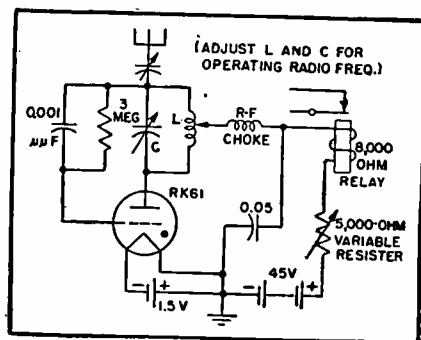 (ADJUST L AND C FOR
OPERATING RADIO FREQ.)
0.001
μμF
3
MEG
C
L
R-F
CHOKE
8,000
OHM
RELAY
RK61
0.05
5,000-OHM
VARIABLE
RESISTER
- +
1.5 V
45V
- +